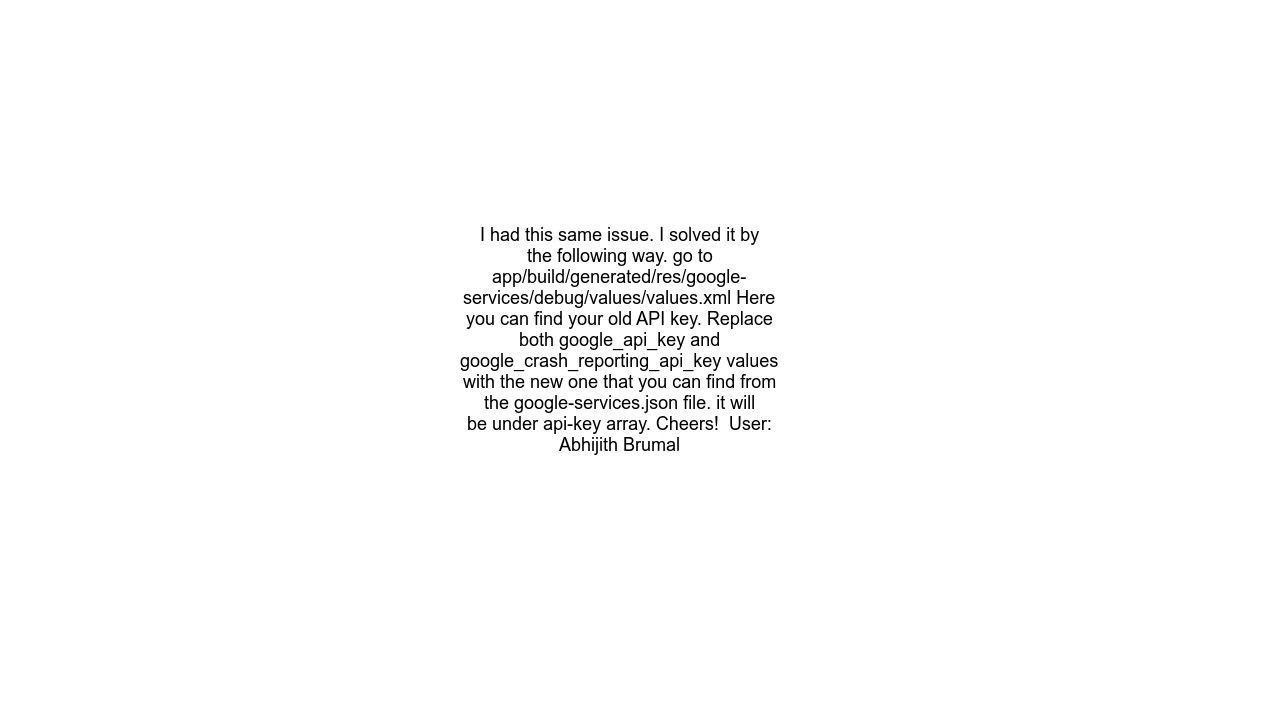 I had this same issue. I solved it by
the following way. go to
app/build/generated/res/google-
services/debug/values/values.xml Here
you can find your old API key. Replace
both google_api_key and
google_crash_reporting_api_key values
with the new one that you can find from
the google-services.json file. it will
be under api-key array. Cheers!  User:
Abhijith Brumal